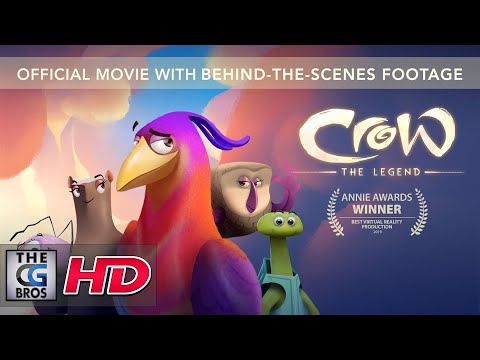 OFFICIAL MOVIE WITH BEHIND-THE-SCENES FOOTAGE
CROW
THE LEGEND
ANNIE AWARDS
WINNER
BEST VIRTUAL REALITY
PRODUCTION
2019
THE
CG
BROS
HD